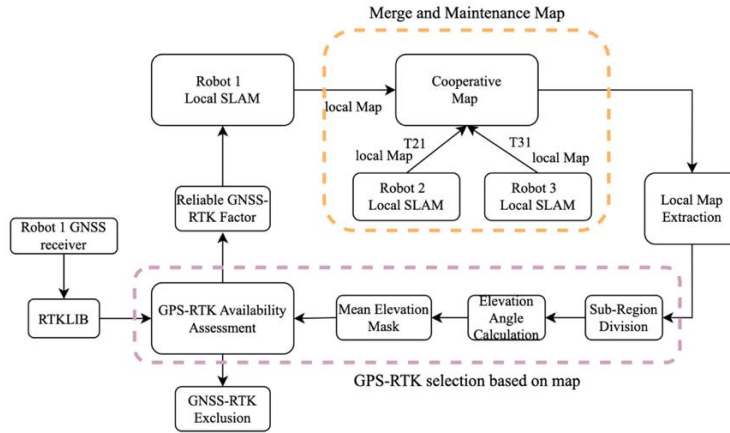 Merge and Maintenance Map
Robot 1
Local SLAM
Cooperative
Map
local Map
T21
T31
local Map
local Map
Robot 2
Local SLAM
Robot 3
Local SLAM
Reliable GNSS-
RTK Factor
Local Map
Extraction
Robot 1 GNSS
receiver
RTKLIB
GPS-RTK Availability
Assessment
Mean Elevation
Mask
Elevation
Angle
Calculation
Sub-Region
Division
GPS-RTK selection based on map
GNSS-RTK
Exclusion